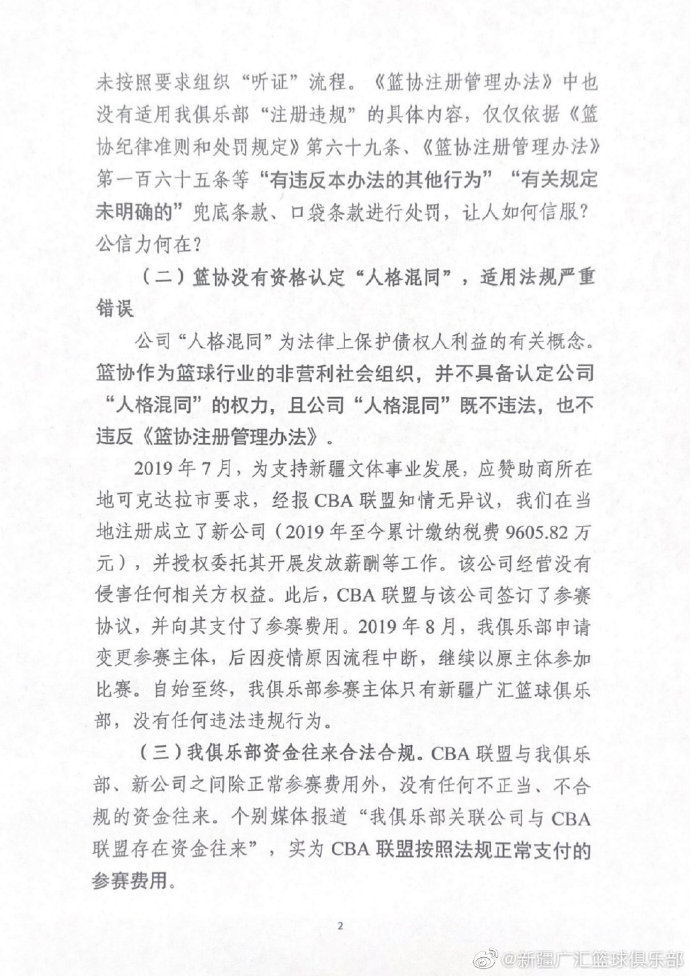 未按照要求组织“听证”流程。《篮协注册管理办法》中也
没有适用我俱乐部“注册违规”的具体内容，仅仅依据《篮
协纪律准则和处罚规定》第六十九条、《篮协注册管理办法》
第一百六十五条等“有违反本办法的其他行为”“有关规定
未明确的”兜底条款、口袋条款进行处罚，让人如何信服？
公信力何在？
（二）篮协没有资格认定“人格混同”，适用法规严重
错误
公司“人格混同”为法律上保护债权人利益的有关概念。
篮协作为篮球行业的非营利社会组织，并不具备认定公司
“人格混同”的权力，且公司“人格混同”既不违法，也不
违反《篮协注册管理办法》。
2019 年 7 月，为支持新疆文体事业发展，应赞助商所在
地可克达拉市要求，经报 CBA 联盟知情无异议，我们在当
地注册成立了新公司（2019 年至今累计缴纳税费 9605.82 万
元），并授权委托其开展发放薪酬等工作。该公司经营没有
侵害任何相关方权益。此后，CBA 联盟与该公司签订了参赛
协议，并向其支付了参赛费用。2019 年 8 月，我俱乐部申请
变更参赛主体，后因疫情原因流程中断，继续以原主体参加
比赛。自始至终，我俱乐部参赛主体只有新疆广汇篮球俱乐
部，没有任何违法违规行为。
（三）我俱乐部资金往来合法合规。CBA 联盟与我俱乐
部、新公司之间除正常参赛费用外，没有任何不正当、不合
规的资金往来。个别媒体报道“我俱乐部关联公司与 CBA
联盟存在资金往来”，实为 CBA 联盟按照法规正常支付的
参赛费用。
2
@新疆广汇篮球俱乐部